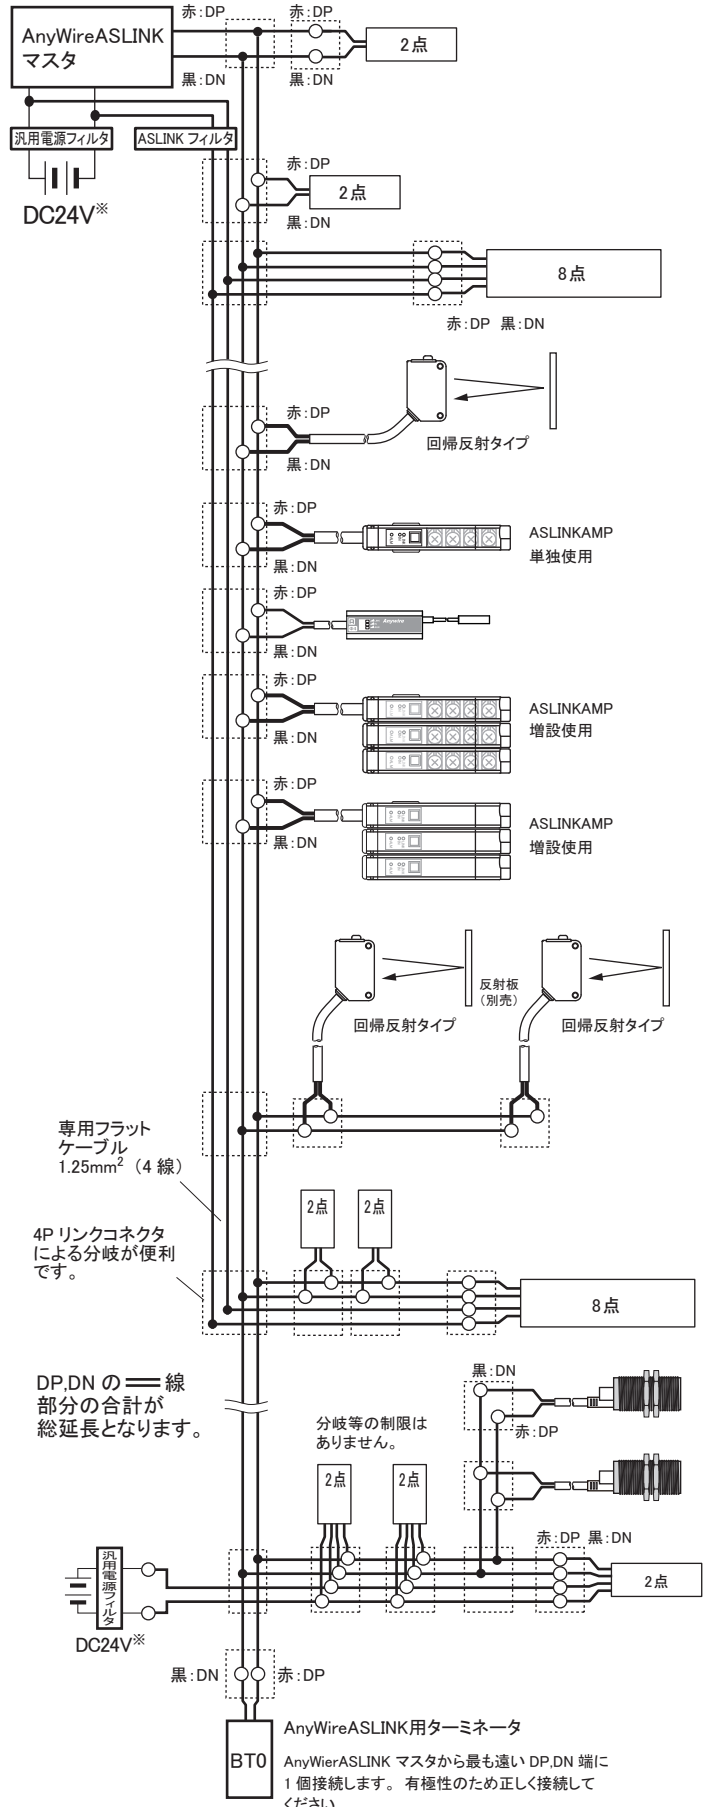 赤:DP
赤:DP
AnyWireASLINK
マスタ
2点
黒:DN
黒:DN
汎用電源フィルタ
ASLINK フィルタ
赤:DP
2点
DC24V※
黒:DN
8点
赤:DP 黒:DN
赤:DP
回帰反射タイプ
黒:DN
赤:DP
ASLINKAMP
単独使用
黒:DN
赤:DP
Anywire
黒:DN
赤:DP
ASLINKAMP
増設使用
黒:DN
赤:DP
ASLINKAMP
増設使用
黒:DN
反射板
(別売)
回帰反射タイプ
回帰反射タイプ
専用フラット
ケーブル
1.25mm² (4 線)
2点
2点
4P リンクコネクタ
による分岐が便利
です。
8点
黒:DN
DP,DN の 線
部分の合計が
総延長となります。
分岐等の制限は
ありません。
赤:DP
2点
2点
赤:DP 黒:DN
汎用電源フィルタ
2点
DC24V※
黒:DN
赤:DP
AnyWireASLINK用ターミネータ
BT0
AnyWierASLINK マスタから最も遠い DP,DN 端に
1 個接続します。 有極性のため正しく接続して
ください